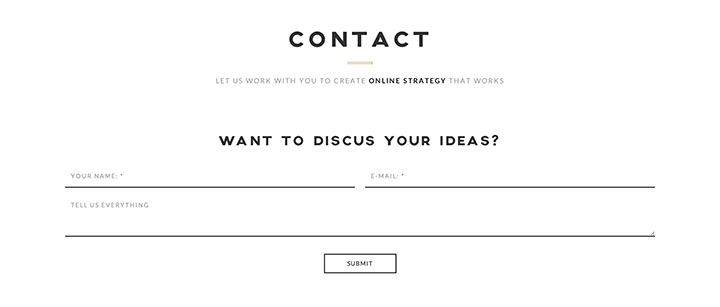 CONTACT
LET US WORK WITH YOU TO CREATE ONLINE STRATEGY THAT WORKS
WANT TO DISCUS YOUR IDEAS?
YOUR NAME: * E-MAIL: *
TELL US EVERYTHING
SUBMIT